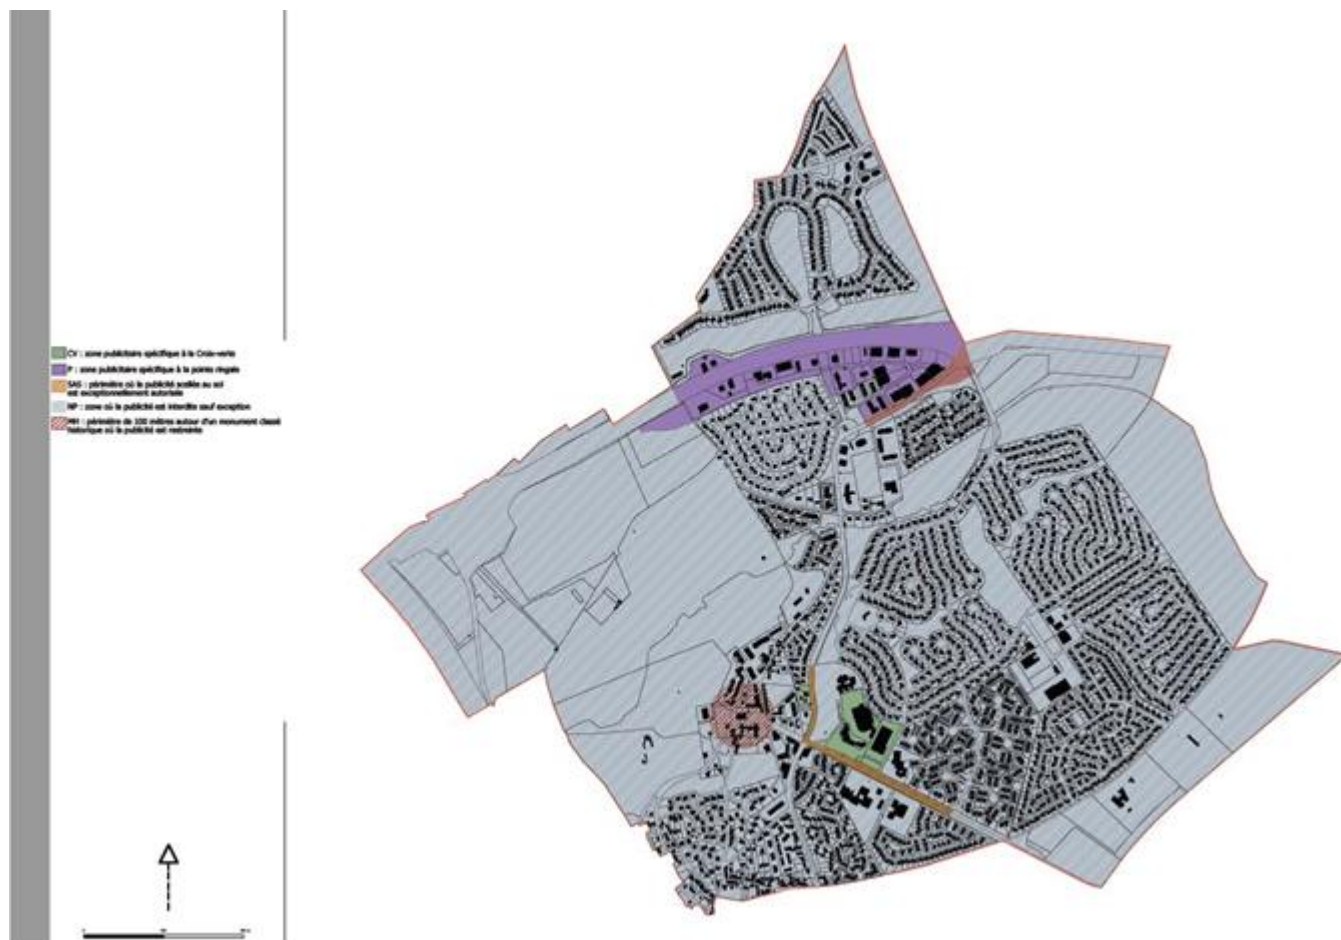 CV : zone publicitaire spécifique à la Croix-verte
P : zone publicitaire spécifique à la pointe ringale
SAS : périmètre où la publicité scellée au sol
est exceptionnellement autorisée
NP : zone où la publicité est interdite sauf exception
MH : périmètre de 100 mètres autour d'un monument classé
historique où la publicité est restreinte